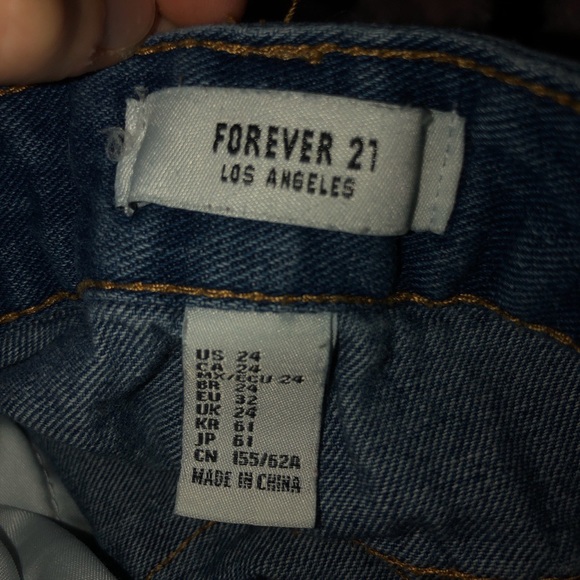 FOREVER 21
LOS ANGELES
US 24
CA 24
MX/ECU 24
BR 24
EU 32
UK 24
KR 61
JP 61
CN 155/62A
MADE IN CHINA